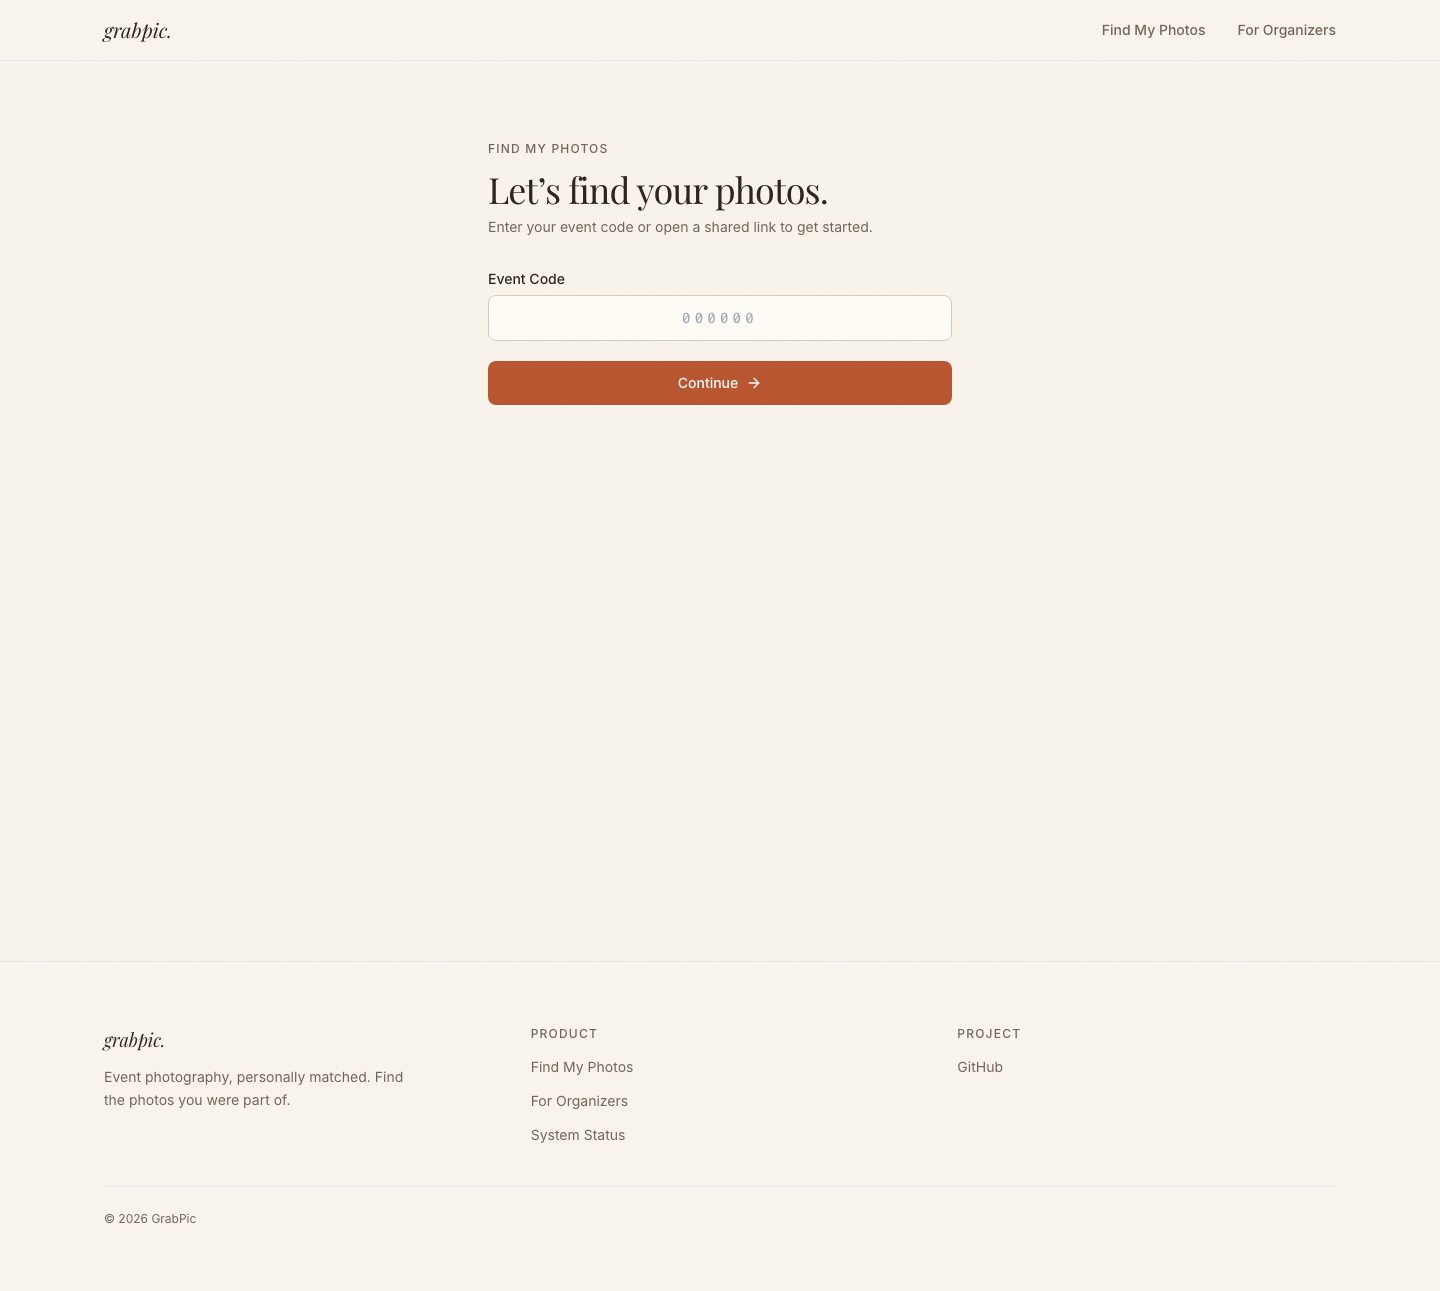 grabpic.
Find My Photos
For Organizers
FIND MY PHOTOS
Let’s find your photos.
Enter your event code or open a shared link to get started.
Event Code
000000
Continue →
grabpic.
Event photography, personally matched. Find
the photos you were part of.
PRODUCT
Find My Photos
For Organizers
System Status
PROJECT
GitHub
© 2026 GrabPic